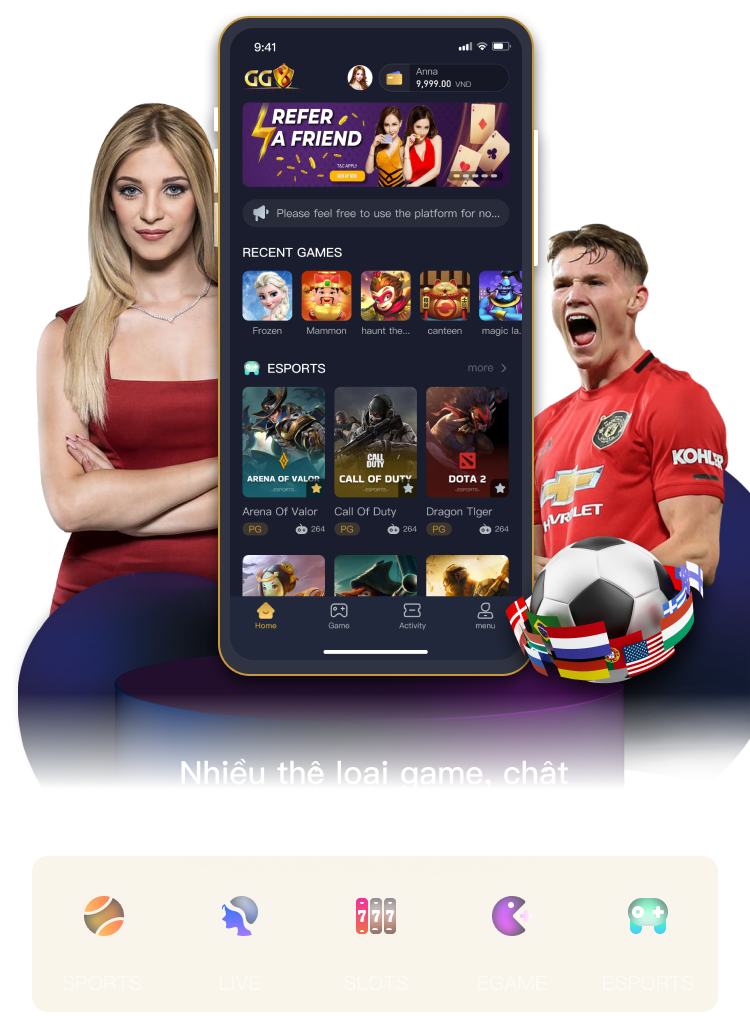 9:41
GG8
Anna
9,999.00 VND
REFER
A FRIEND
T&C APPLY
Please feel free to use the platform for no...
RECENT GAMES
Frozen Mammon haunt the... canteen magic la.
ESPORTS more
ARENA OF VALOR CALL OF DUTY DOTA 2
-ESPORTS- -ESPORTS- -ESPORTS-
CALL
DUTY
Arena Of Valor Call Of Duty Dragon TIger
PG 264 PG 264 PG 264
Home Game Activity menu
KOHLER
CHEVROLET
Nhiều thể loại game, chất
777
SPORTS LIVE SLOTS EGAME ESPORTS